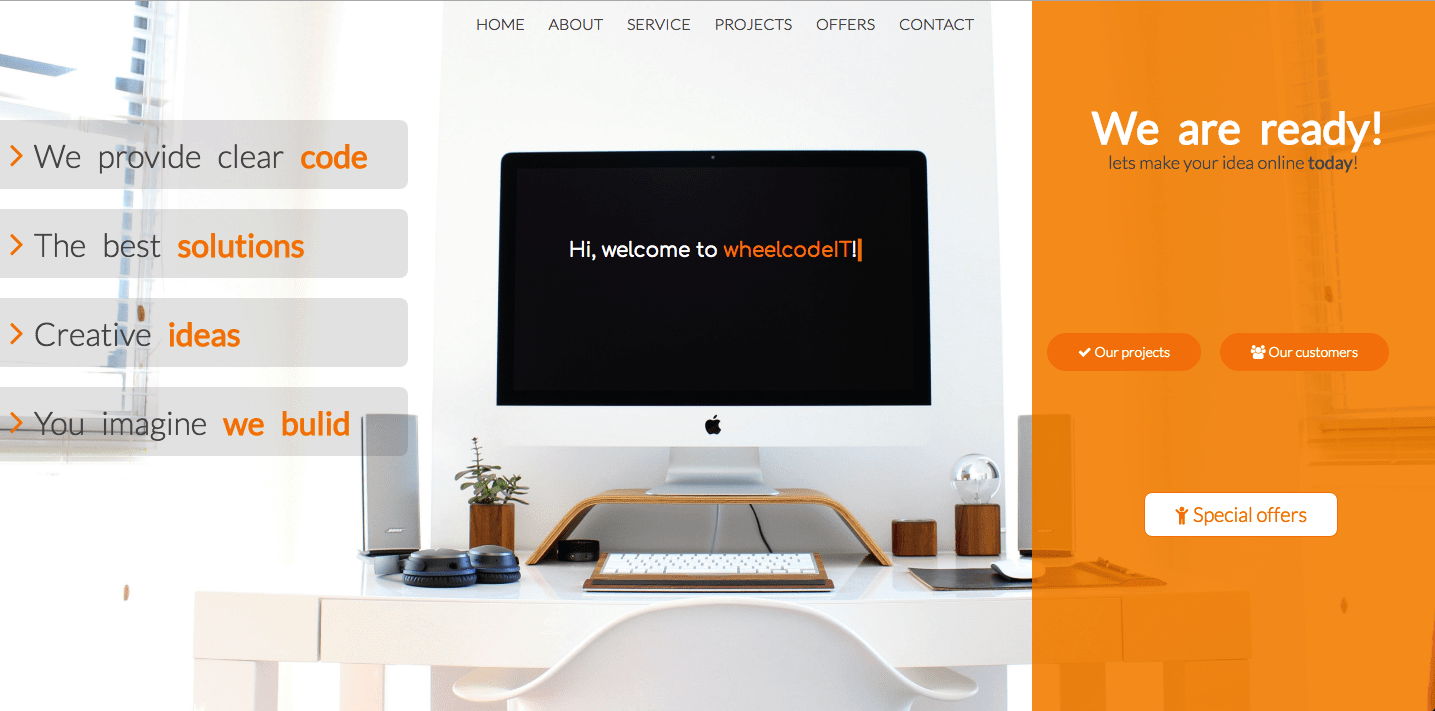 HOME ABOUT SERVICE PROJECTS OFFERS CONTACT
We provide clear code
The best solutions
Creative ideas
You imagine we bulid
Hi, welcome to wheelcodeIT!
We are ready!
lets make your idea online today!
Our projects
Our customers
Special offers